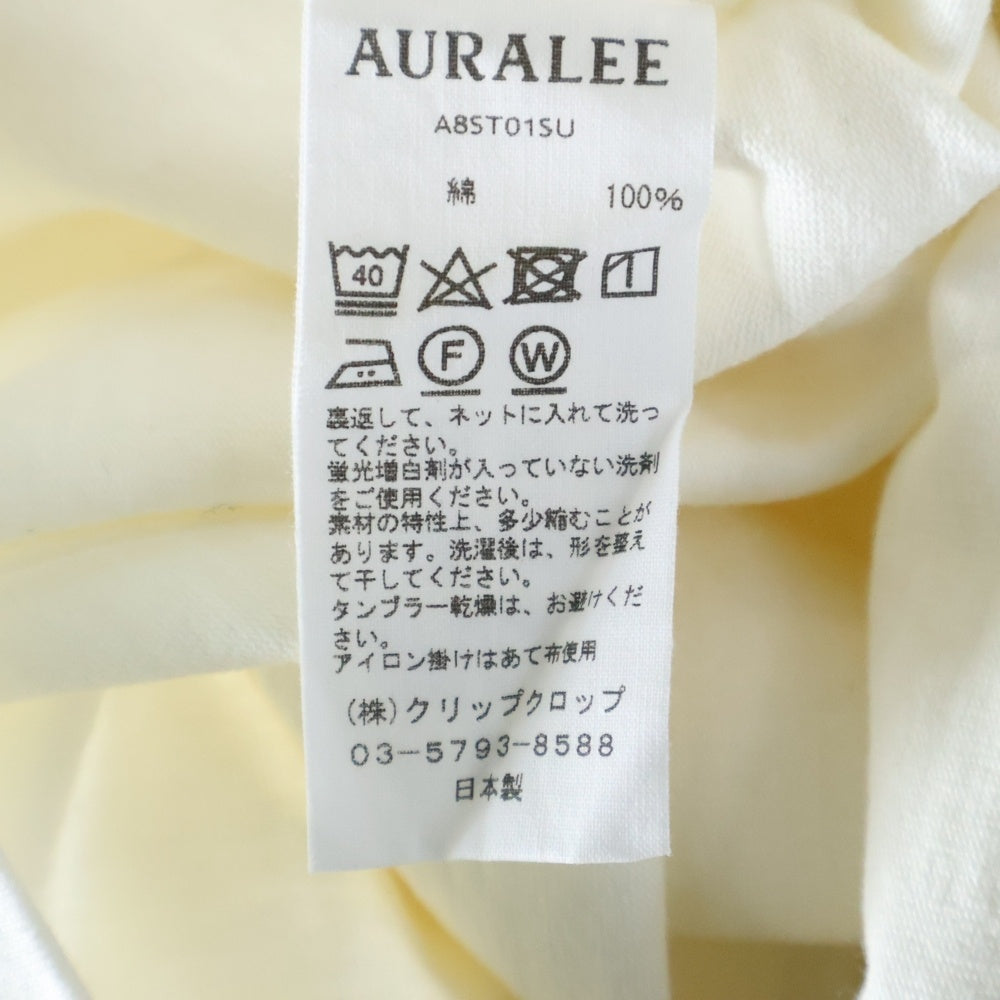 AURALEE
A8ST01SU
綿 100%
40
F W
裏返して、ネットに入れて洗っ
てください。
蛍光増白剤が入っていない洗剤
をご使用ください。
素材の特性上、多少縮むことが
あります。洗濯後は、形を整え
て干してください。
タンブラー乾燥は、お避けくだ
さい。
アイロン掛けはあて布使用
(株)クリップクロップ
03-5793-8588
日本製